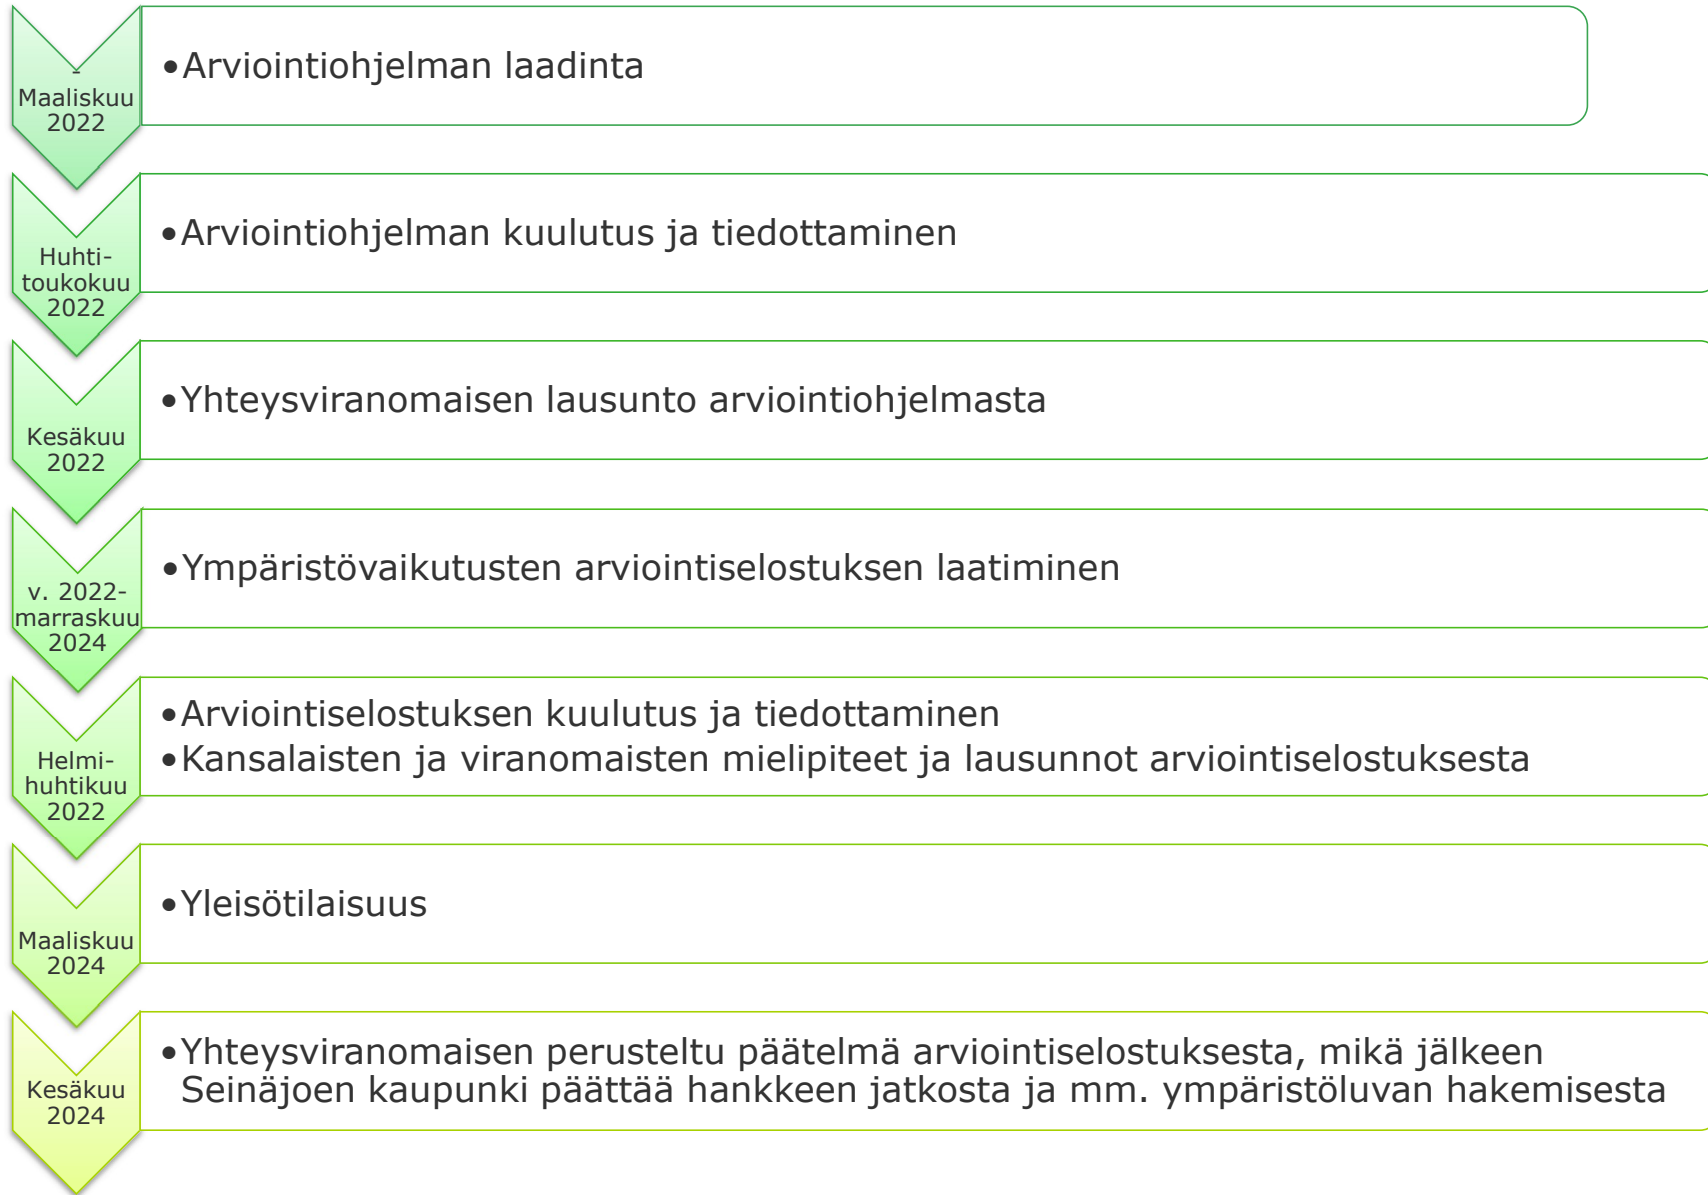 -
Maaliskuu
2022
•Arviointiohjelman laadinta
Huhti-
toukokuu
2022
•Arviointiohjelman kuulutus ja tiedottaminen
Kesäkuu
2022
•Yhteysviranomaisen lausunto arviointiohjelmasta
v. 2022-
marraskuu
2024
•Ympäristövaikutusten arviointiselostuksen laatiminen
Helmi-
huhtikuu
2022
•Arviointiselostuksen kuulutus ja tiedottaminen
•Kansalaisten ja viranomaisten mielipiteet ja lausunnot arviointiselostuksesta
Maaliskuu
2024
•Yleisötilaisuus
Kesäkuu
2024
•Yhteysviranomaisen perusteltu päätelmä arviointiselostuksesta, mikä jälkeen
Seinäjoen kaupunki päättää hankkeen jatkosta ja mm. ympäristöluvan hakemisesta